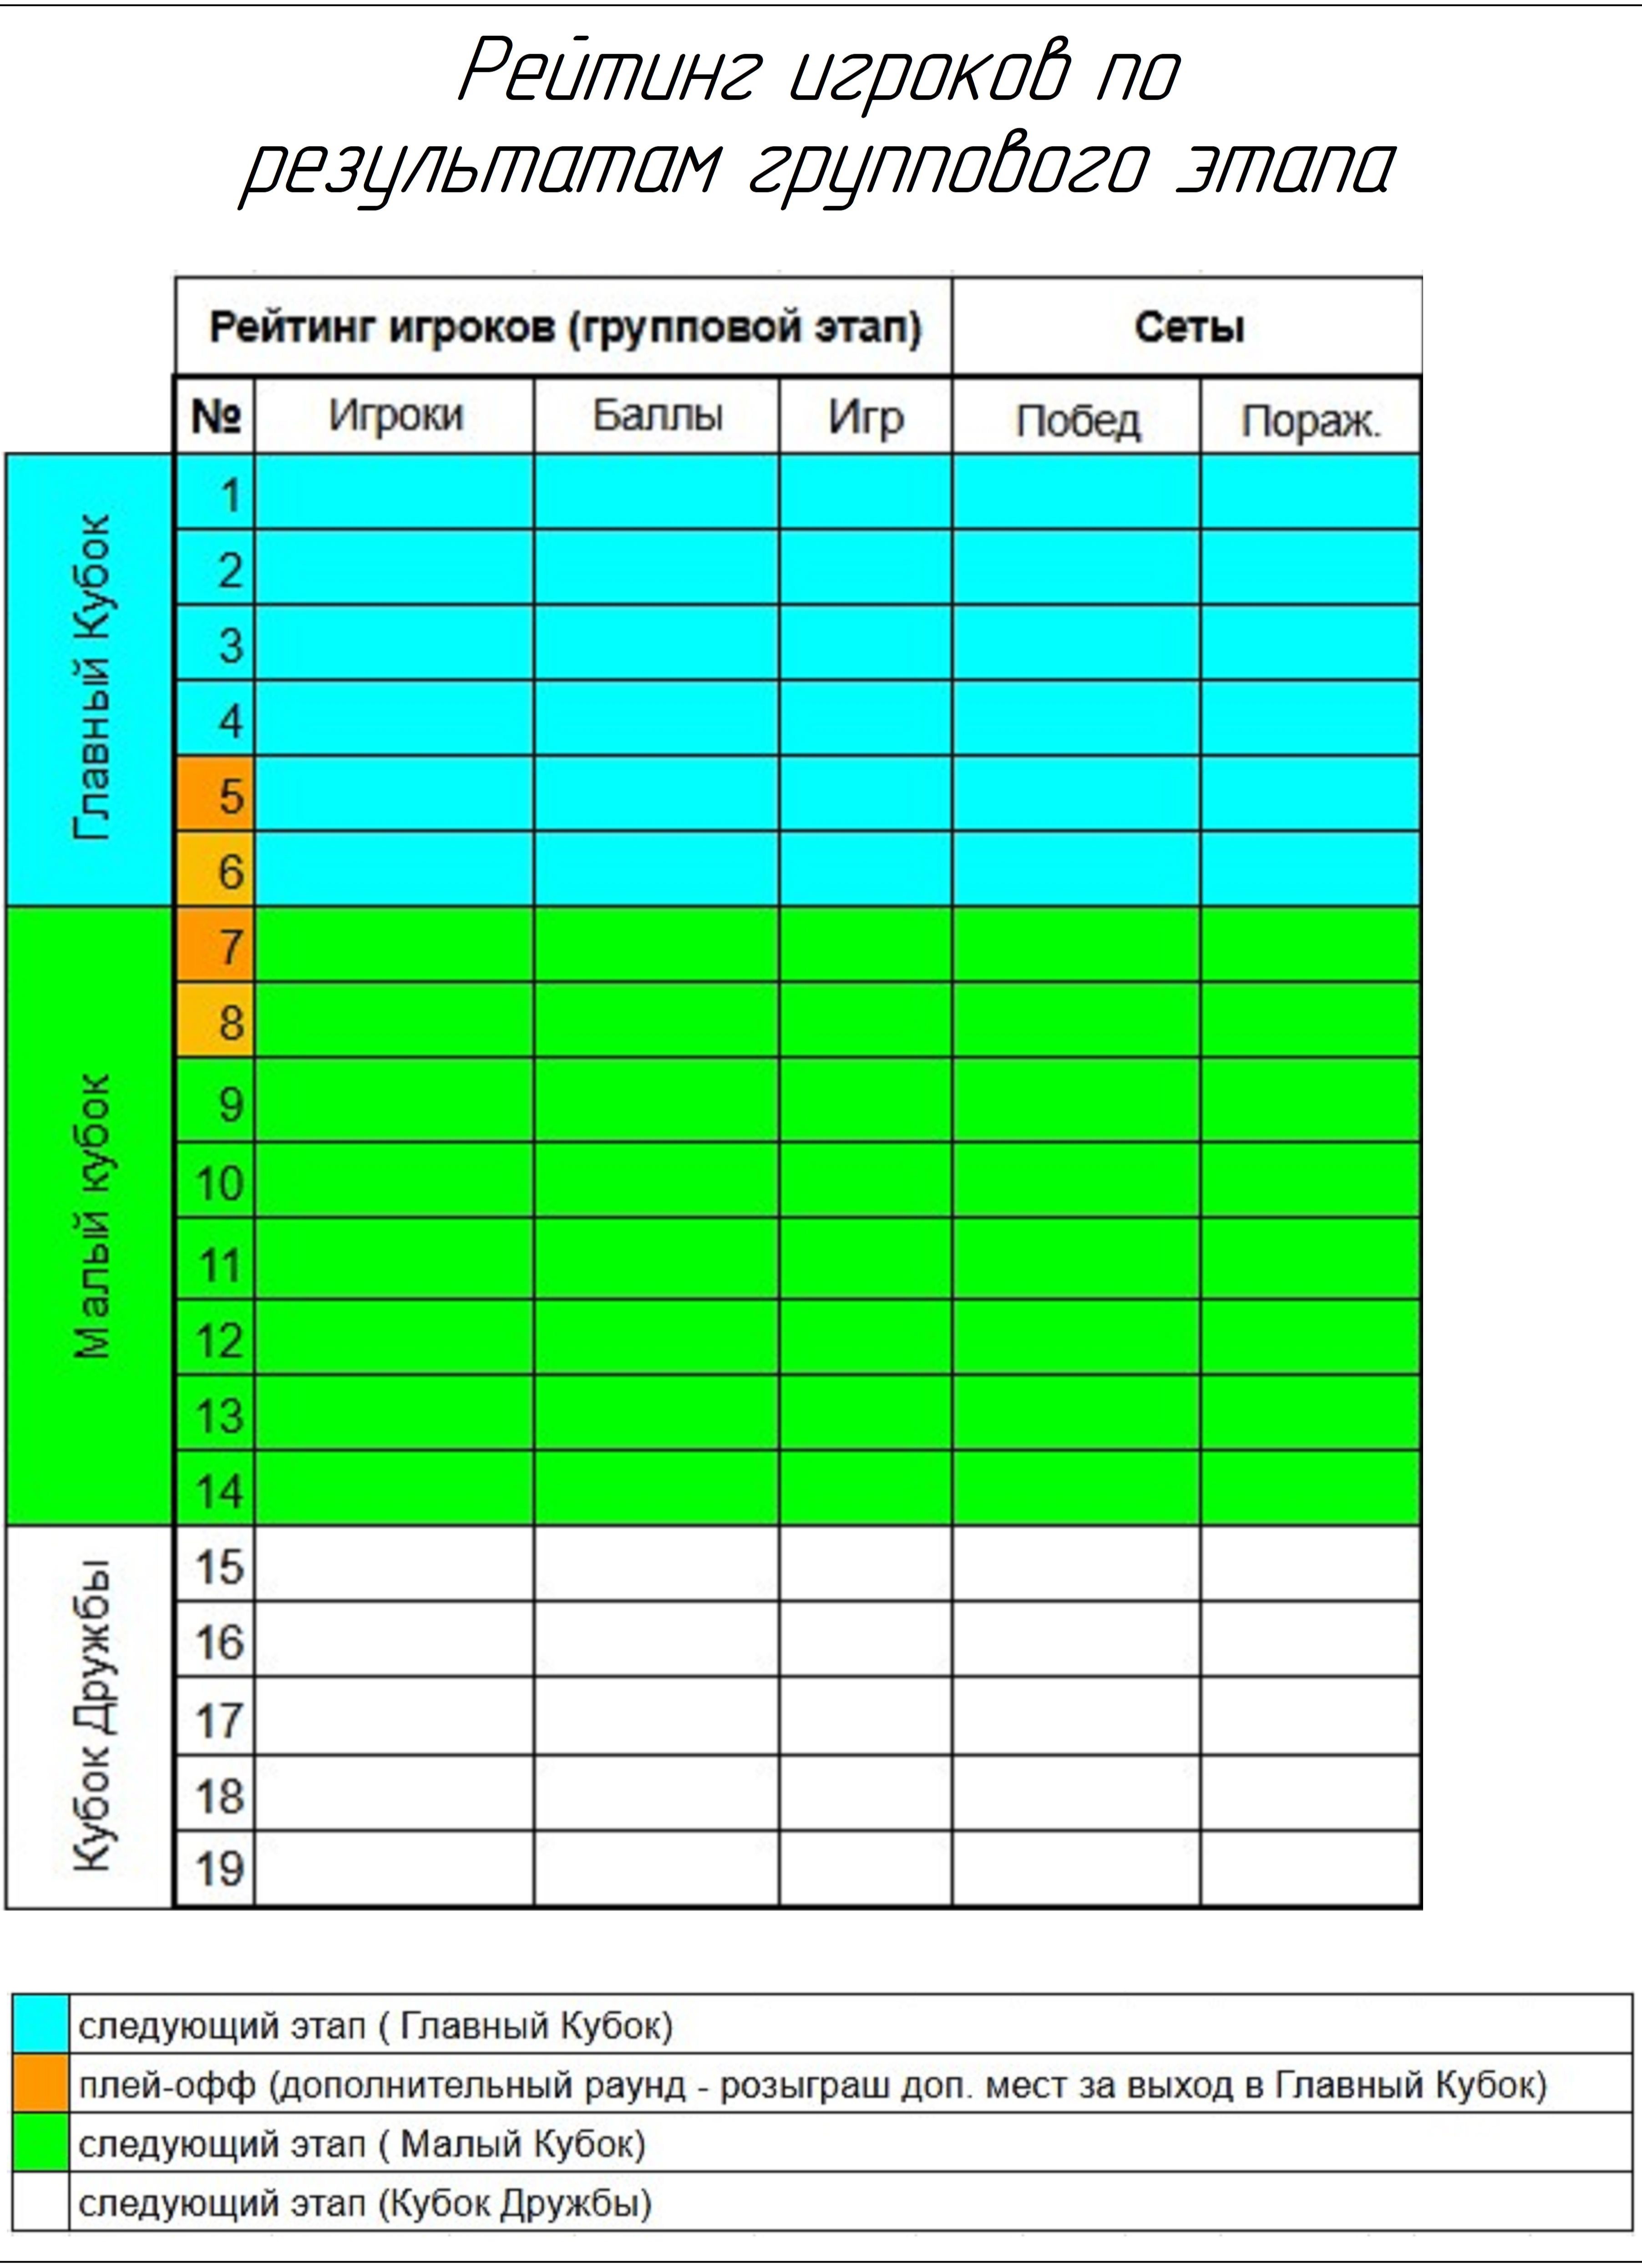 Рейтинг игроков по
результатам группового этапа
Рейтинг игроков (групповой этап) Сеты
№ Игроки Баллы Игр Побед Пораж.
Главный Кубок
1
2
3
4
5
6
Малый кубок
7
8
9
10
11
12
13
14
Кубок Дружбы
15
16
17
18
19
следующий этап ( Главный Кубок)
плей-офф (дополнительный раунд - розыграш доп. мест за выход в Главный Кубок)
следующий этап ( Малый Кубок)
следующий этап (Кубок Дружбы)